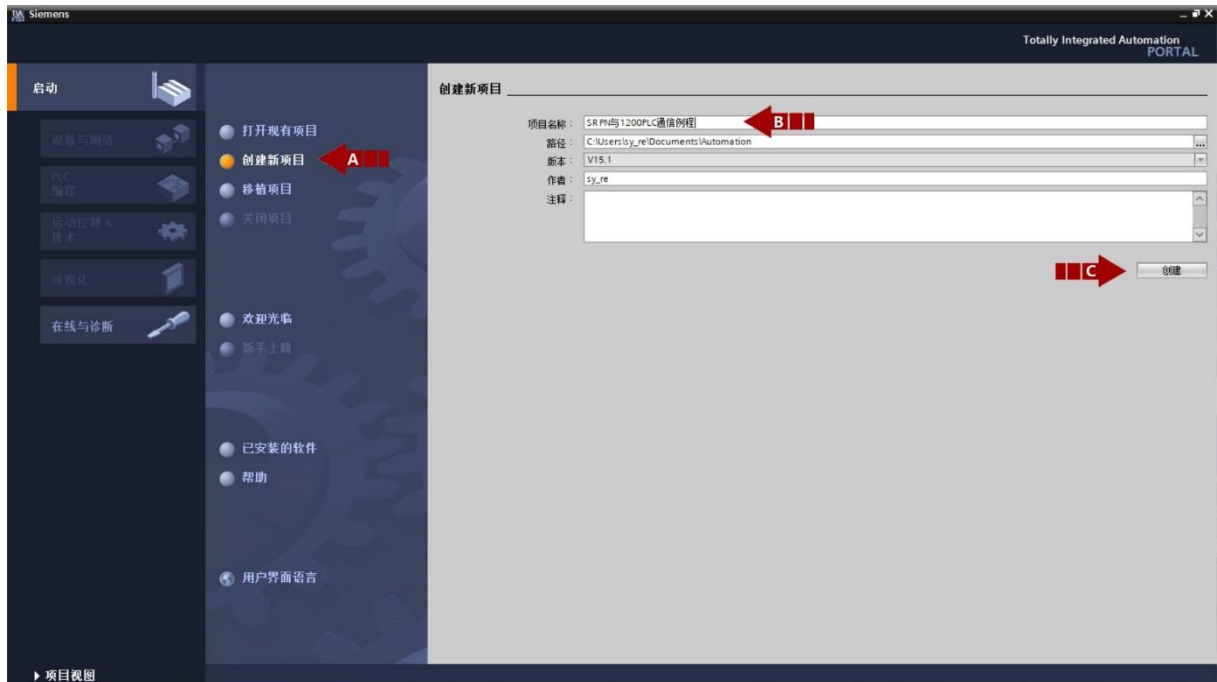 Siemens
Totally Integrated Automation
PORTAL
启动
设备与网络
PLC
编程
运动控制 &
技术
可视化
在线与诊断
打开现有项目
创建新项目
A
移植项目
关闭项目
欢迎光临
新手上路
已安装的软件
帮助
用户界面语言
创建新项目
项目名称： SR PN与1200PLC通信例程
B
路径： C:\Users\sy_re\Documents\Automation
...
版本： V15.1
作者： sy_re
注释：
C
创建
项目视图